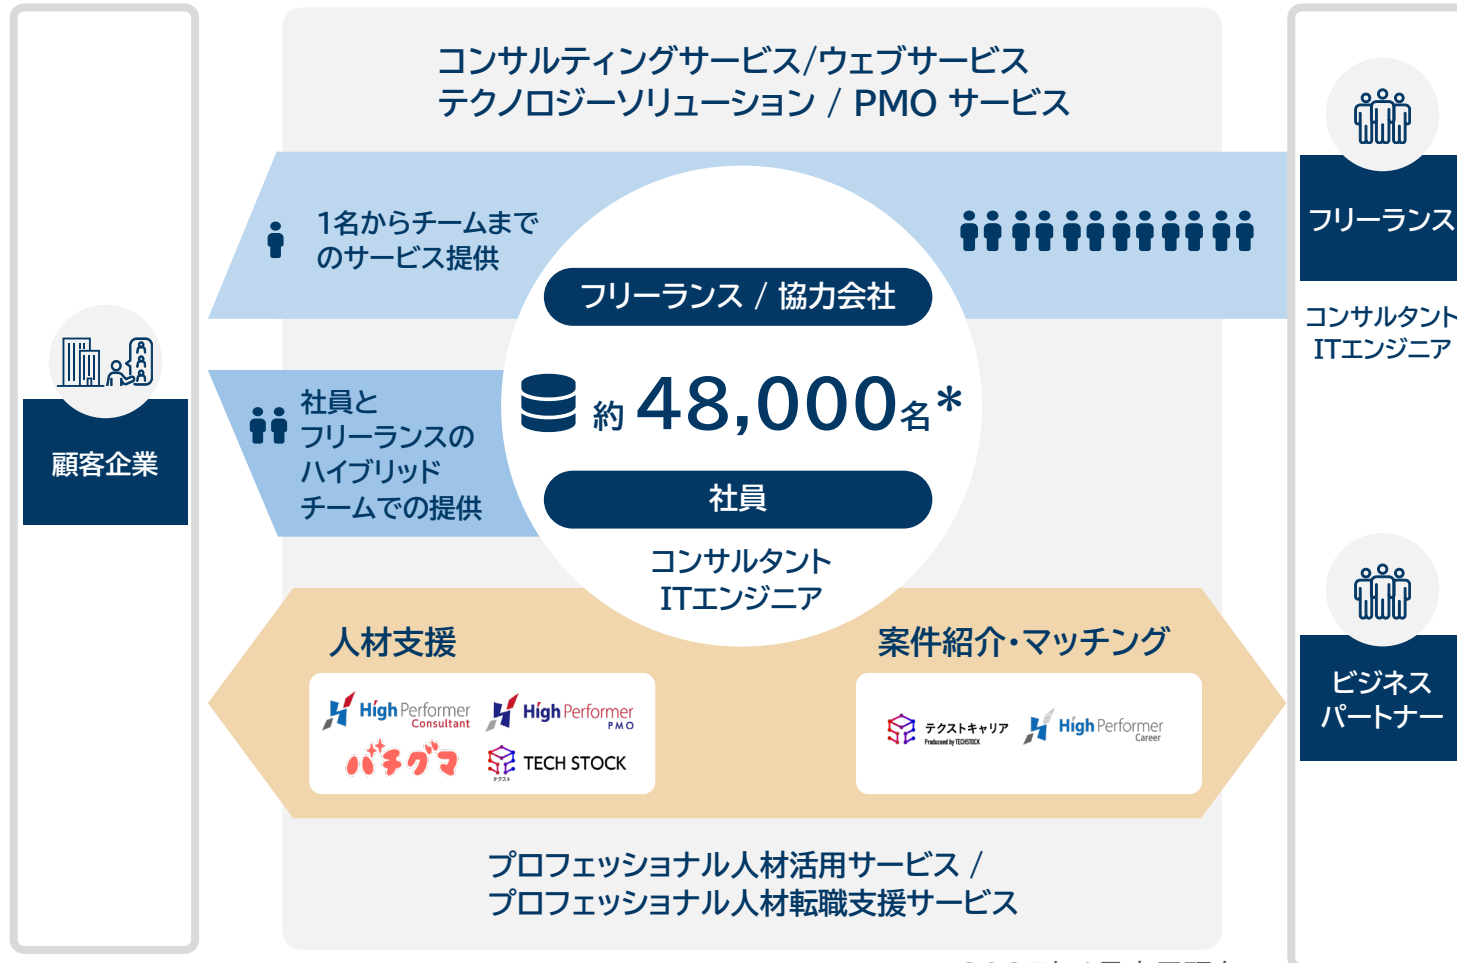 コンサルティングサービス/ウェブサービス
テクノロジーソリューション / PMO サービス
1名からチームまで
のサービス提供
フリーランス / 協力会社
約 48,000名*
社員
コンサルタント
ITエンジニア
社員と
フリーランスの
ハイブリッド
チームでの提供
顧客企業
フリーランス
コンサルタント
ITエンジニア
ビジネス
パートナー
人材支援
High Performer
Consultant
High Performer
PMO
バチグマ
TECH STOCK
テクスト
案件紹介・マッチング
テクストキャリア
Produceed by TECHSTOCK
High Performer
Career
プロフェッショナル人材活用サービス /
プロフェッショナル人材転職支援サービス